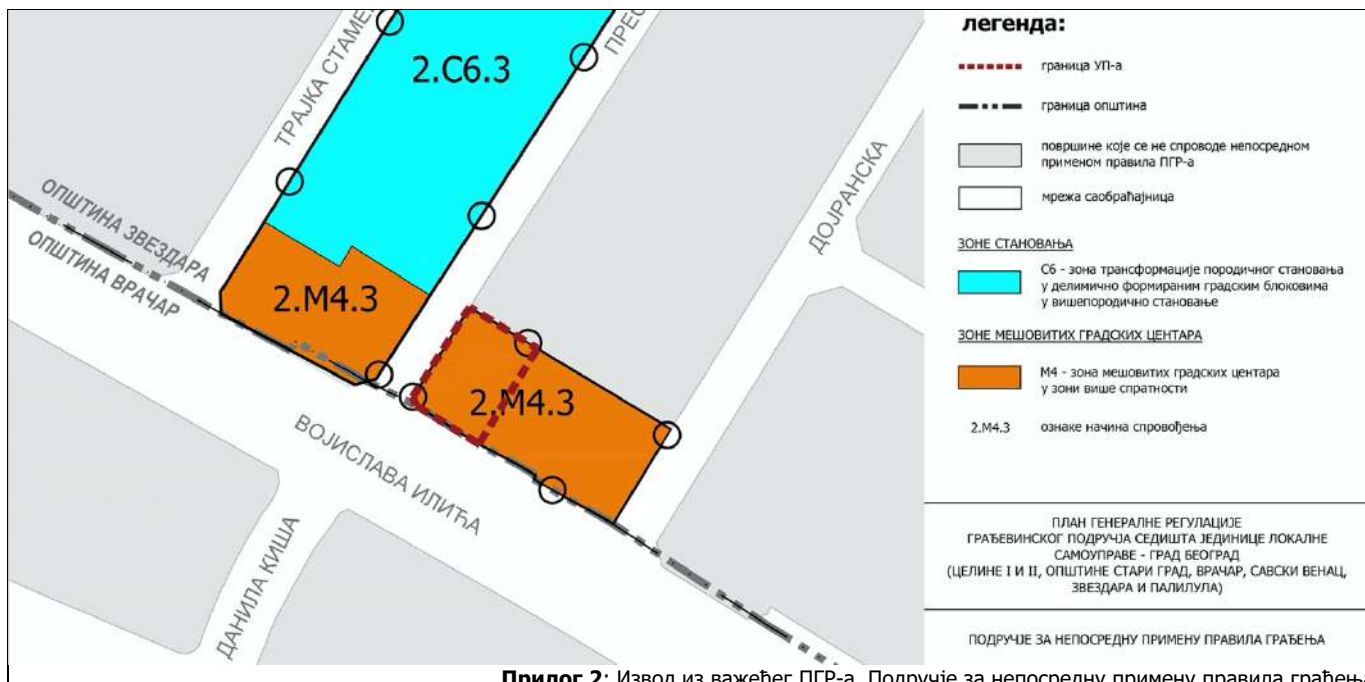 2.С6.3
ТРАЈКА СТАМЕН
ПРЕС
ДОЈРАНСКА
ОПШТИНА ЗВЕЗДАРА
ОПШТИНА ВРАЧАР
2.М4.3
2.М4.3
ВОЈИСЛАВА ИЛИЋА
ДАНИЛА КИША
легенда:
граница УП-а
граница општина
површине које се не спроводе непосредном
применом правила ПГР-а
мрежа саобраћајница
ЗОНЕ СТАНОВАЊА
С6 - зона трансформације породичног становања
у делимично формираним градским блоковима
у вишепородично становање
ЗОНЕ МЕШОВИТИХ ГРАДСКИХ ЦЕНТАРА
М4 - зона мешовитих градских центара
у зони више спратности
2.М4.3 ознаке начина спровођења
ПЛАН ГЕНЕРАЛНЕ РЕГУЛАЦИЈЕ
ГРАЂЕВИНСКОГ ПОДРУЧЈА СЕДИШТА ЈЕДИНИЦЕ ЛОКАЛНЕ
САМОУПРАВЕ - ГРАД БЕОГРАД
(ЦЕЛИНЕ I И II, ОПШТИНЕ СТАРИ ГРАД, ВРАЧАР, САВСКИ ВЕНАЦ,
ЗВЕЗДАРА И ПАЛИЛУЛА)
ПОДРУЧЈЕ ЗА НЕПОСРЕДНУ ПРИМЕНУ ПРАВИЛА ГРАЂЕЊА
Прилог 2: Извод из важећег ПГР-а, Подручје за непосредну примену правила грађења